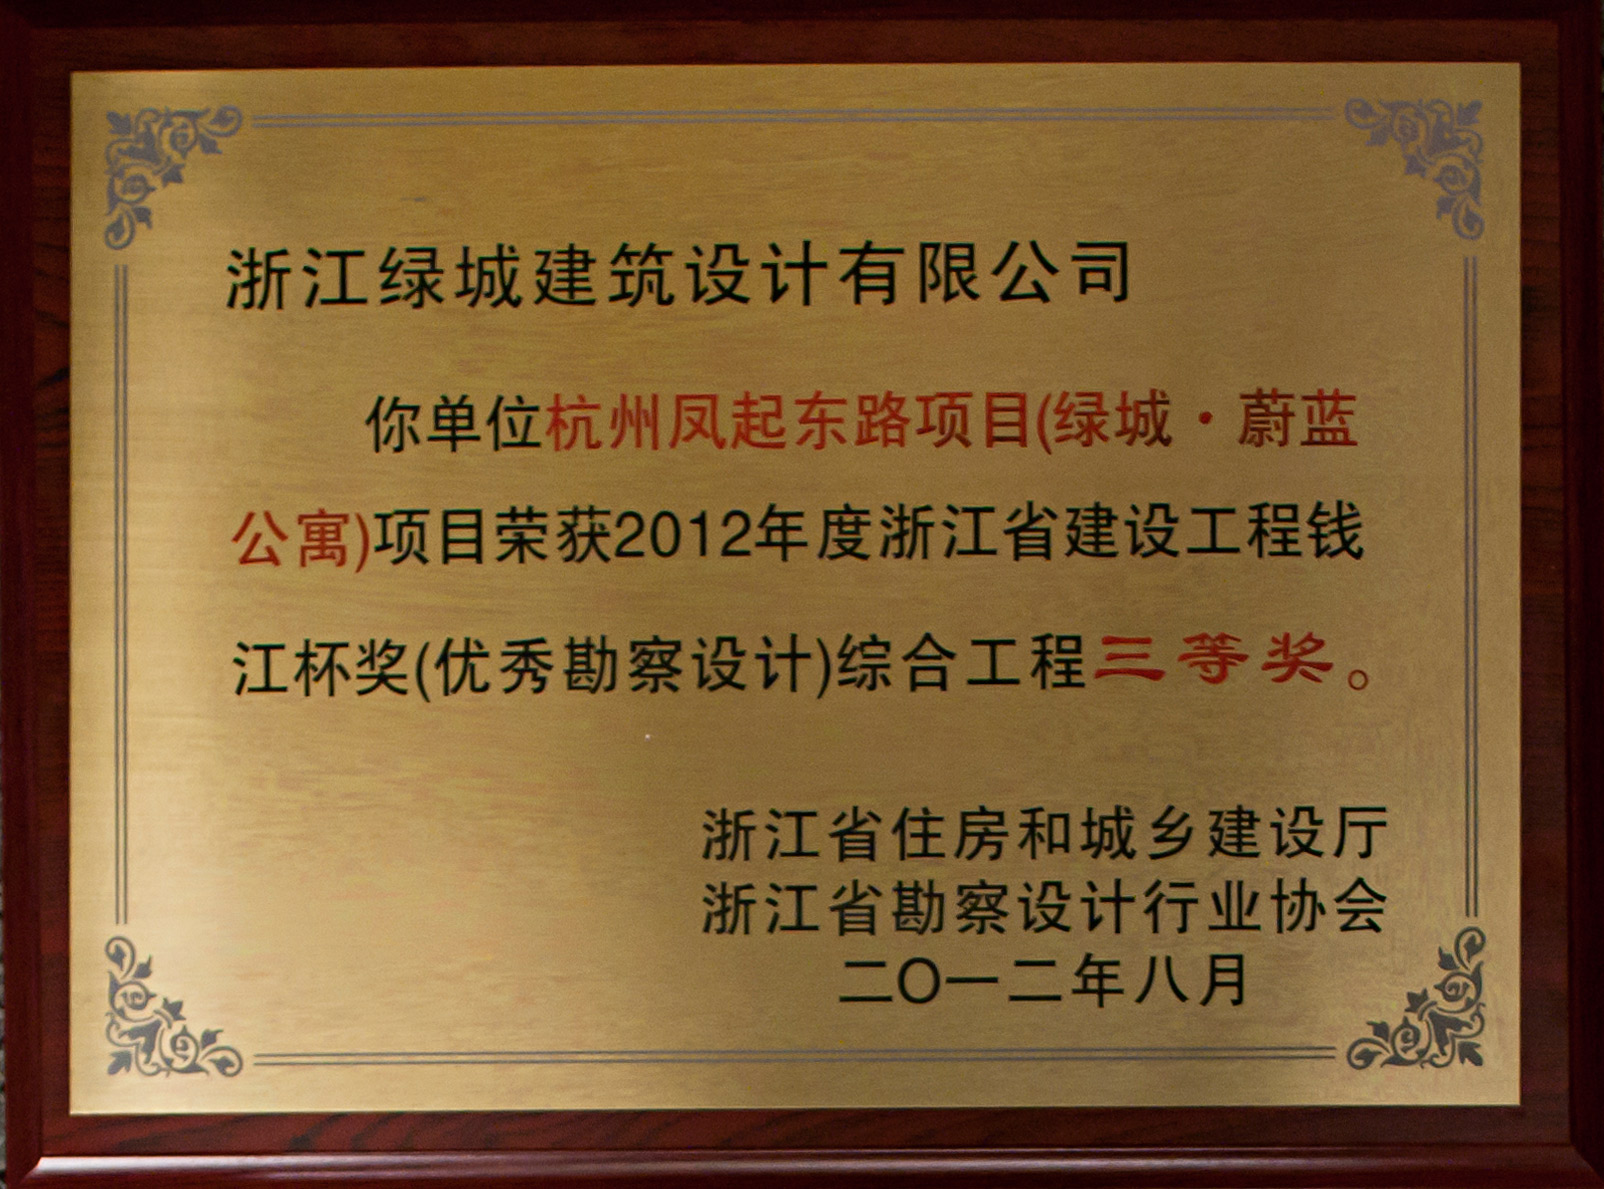 浙江绿城建筑设计有限公司
你单位杭州凤起东路项目(绿城·蔚蓝
公寓)项目荣获2012年度浙江省建设工程钱
江杯奖(优秀勘察设计)综合工程三等奖。
浙江省住房和城乡建设厅
浙江省勘察设计行业协会
二〇一二年八月